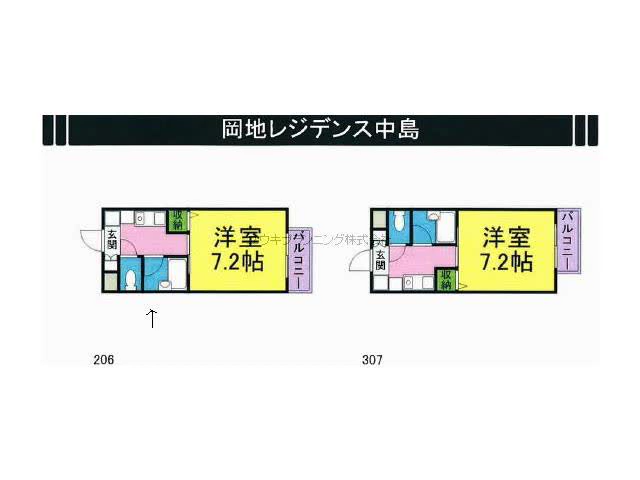 岡地レジデンス中島
収納
玄関
洋室
7.2帖
バルコニー
206
玄関
収納
洋室
7.2帖
バルコニー
307